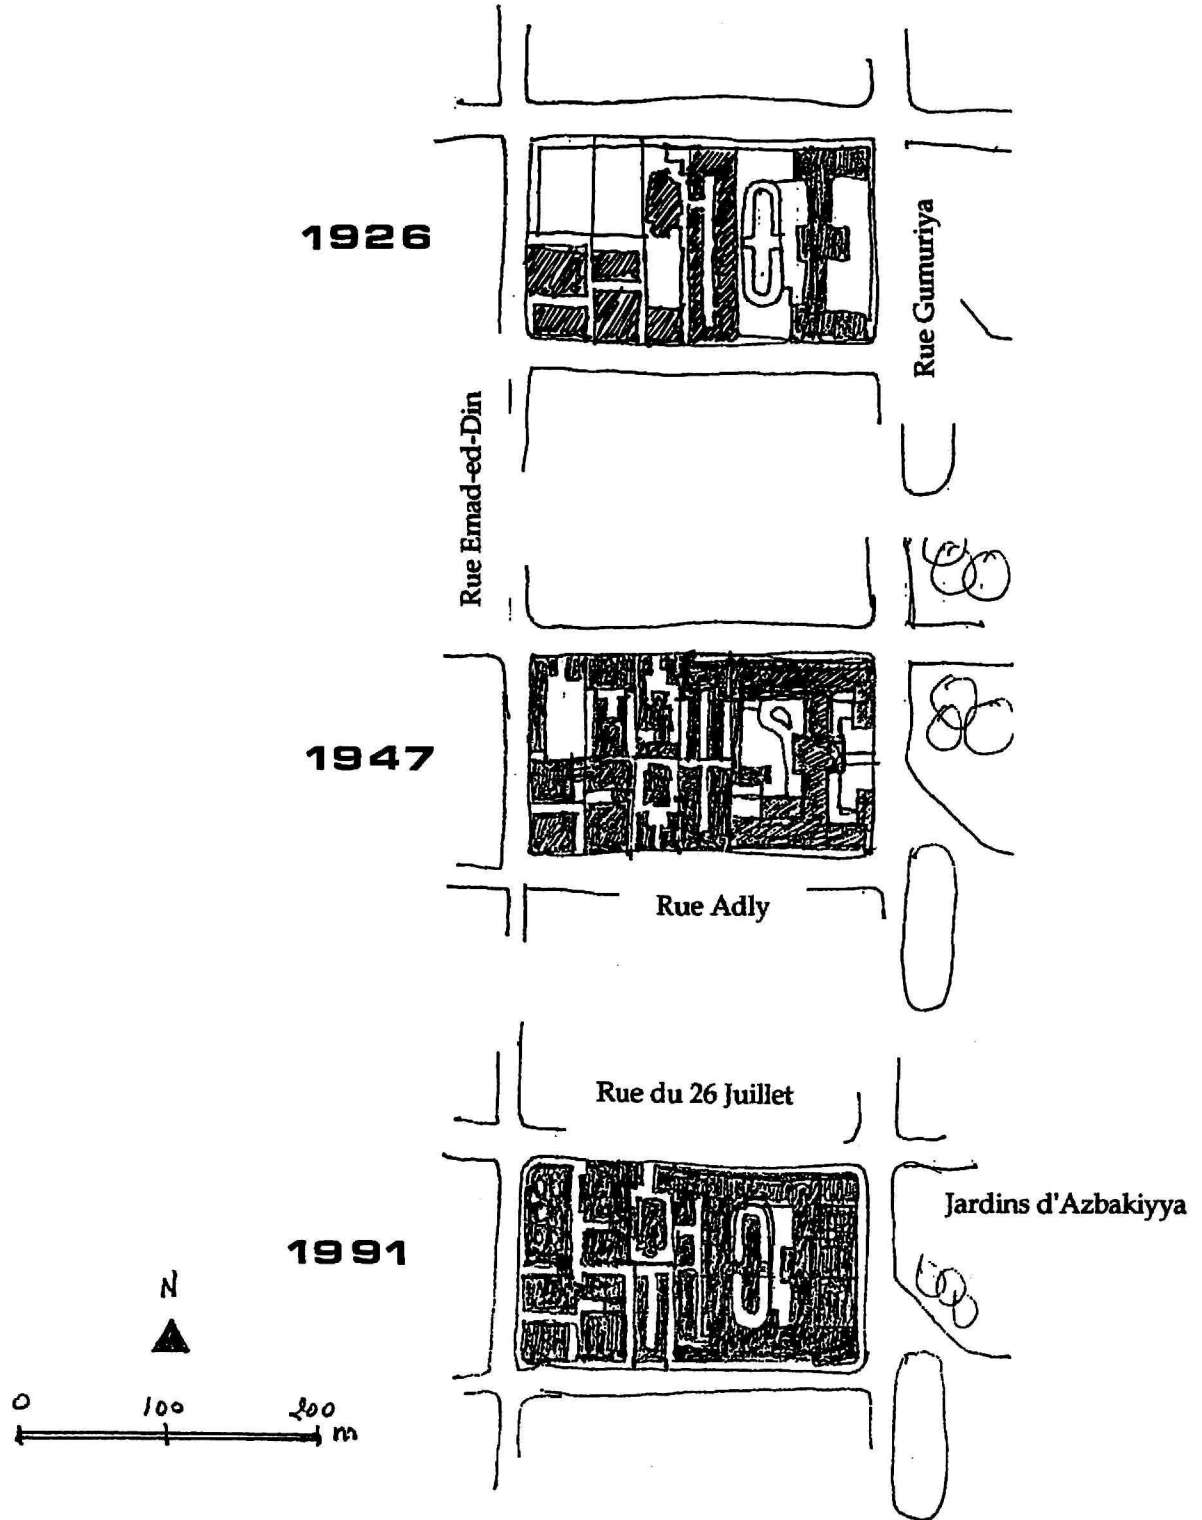 1926
Rue Gumuriya
Rue Emad-ed-Din
1947
Rue Adly
Rue du 26 Juillet
Jardins d'Azbakiyya
1991
N
0 100 200 m